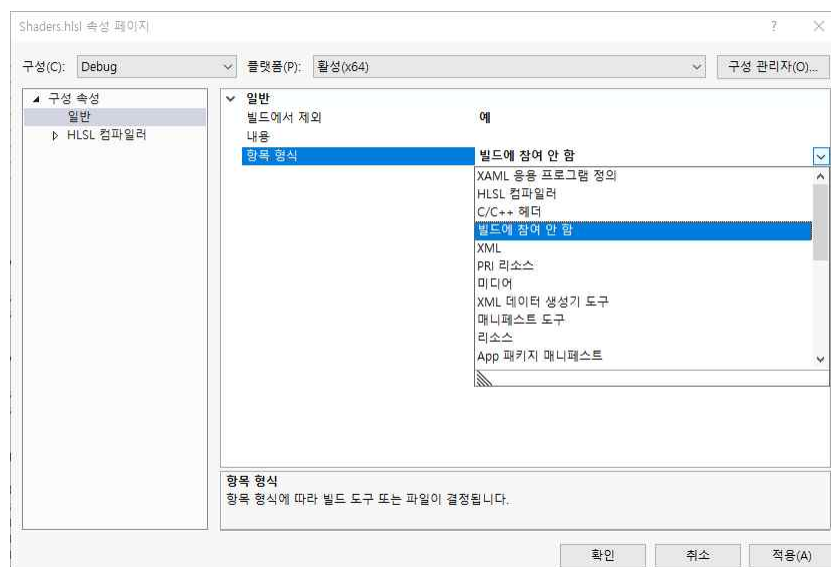 Shaders.hlsl 속성 페이지
구성(C): Debug 플랫폼(P): 활성(x64) 구성 관리자(O)...
구성 속성
일반
HLSL 컴파일러
일반
빌드에서 제외 예
내용
항목 형식 빌드에 참여 안 함
XAML 응용 프로그램 정의
HLSL 컴파일러
C/C++ 헤더
빌드에 참여 안 함
XML
PRI 리소스
미디어
XML 데이터 생성기 도구
매니페스트 도구
리소스
App 패키지 매니페스트
항목 형식
항목 형식에 따라 빌드 도구 또는 파일이 결정됩니다.
확인 취소 적용(A)